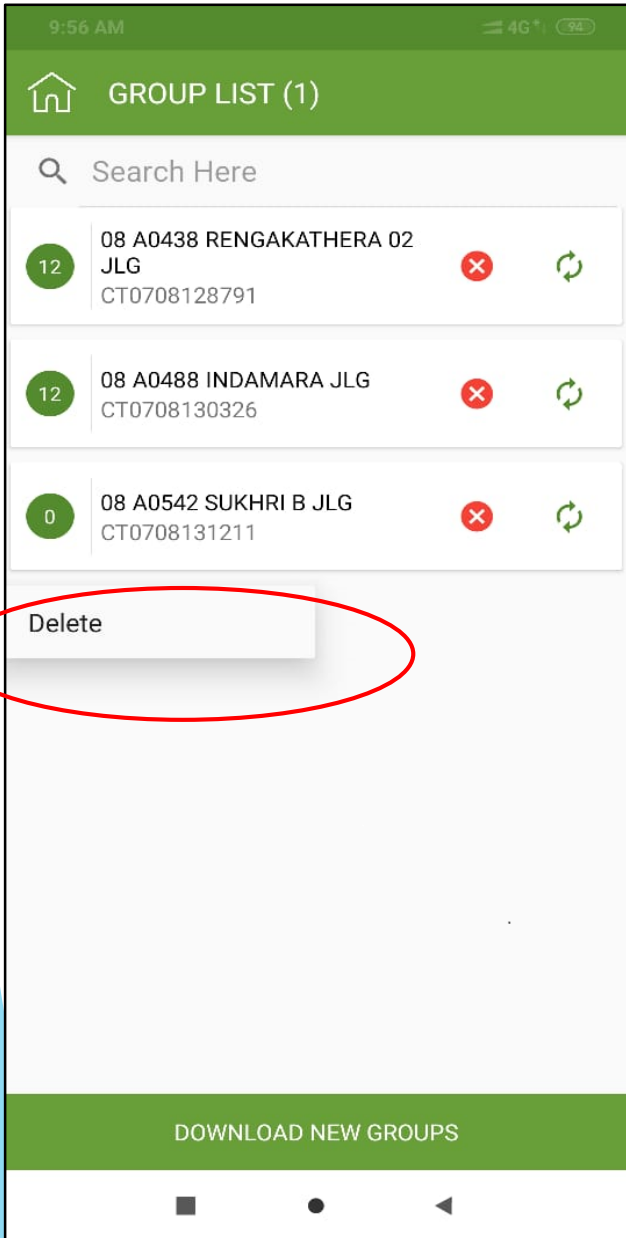 9:56 AM 4G 94
GROUP LIST (1)
Search Here
12
08 A0438 RENGAKATHERA 02
JLG
CT0708128791
12
08 A0488 INDAMARA JLG
CT0708130326
0
08 A0542 SUKHRI B JLG
CT0708131211
Delete
DOWNLOAD NEW GROUPS